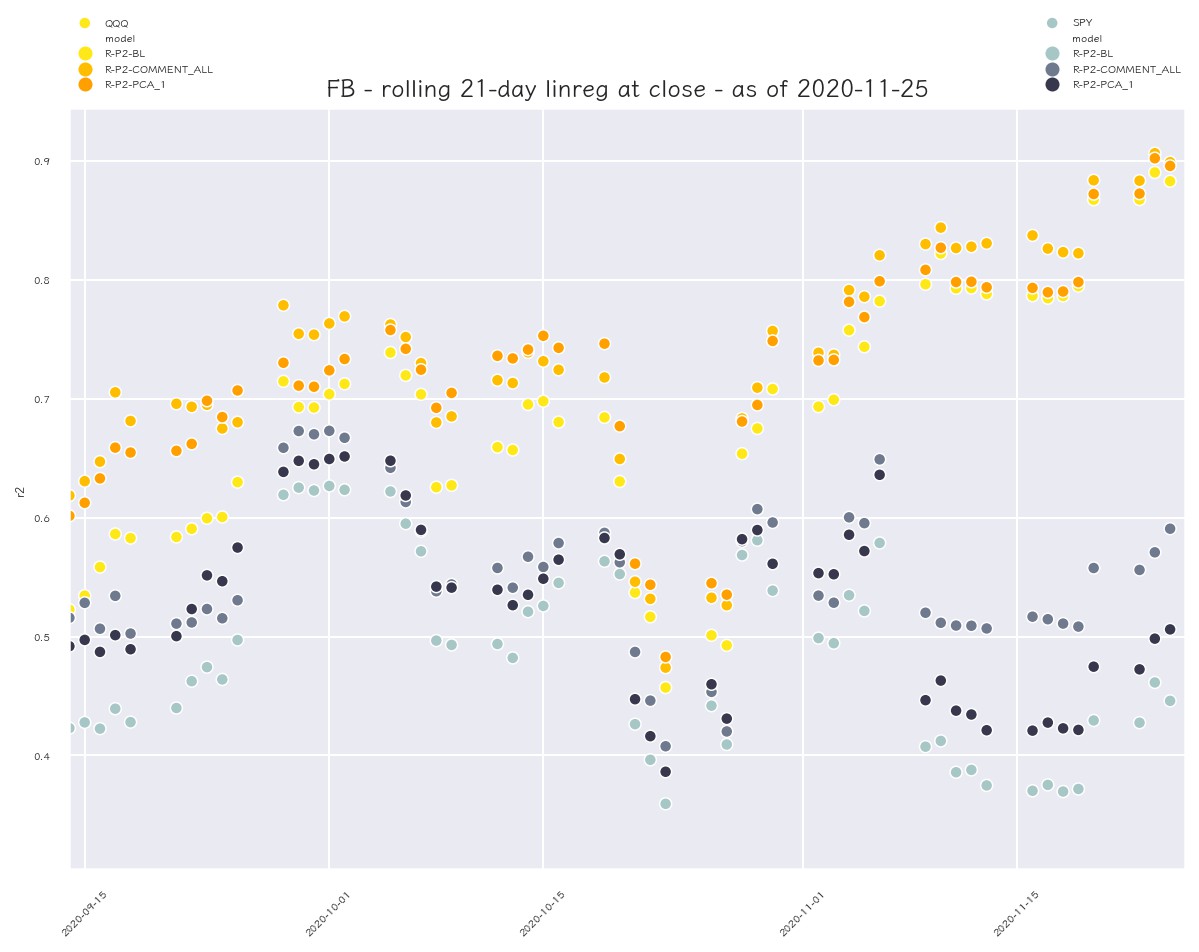 QQQ
model
R-P2-BL
R-P2-COMMENT_ALL
R-P2-PCA_1
SPY
model
R-P2-BL
R-P2-COMMENT_ALL
R-P2-PCA_1
FB - rolling 21-day linreg at close - as of 2020-11-25
0.9
0.8
0.7
0.6
0.5
0.4
r2
2020-09-15
2020-10-01
2020-10-15
2020-11-01
2020-11-15